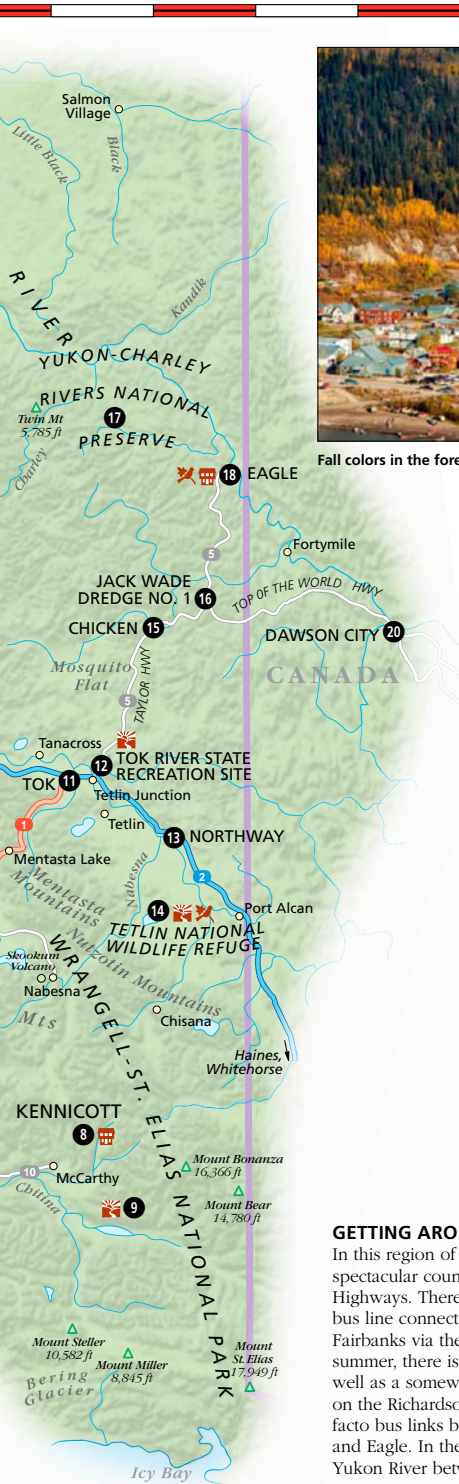 Salmon
Village
Little Black
Black
RIVER
Kandik
YUKON-CHARLEY
RIVERS NATIONAL
PRESERVE
17
Twin Mt
5,785 ft
Charley
18 EAGLE
Fall colors in the fore
5
Fortymile
JACK WADE
DREDGE NO. 1 16
TOP OF THE WORLD HWY
CHICKEN 15
DAWSON CITY 20
CANADA
Mosquito
Flat
5
TAYLOR HWY
Tanacross
12 TOK RIVER STATE
RECREATION SITE
TOK 11
Tetlin Junction
1
Tetlin
13 NORTHWAY
Mentasta Lake
Mentasta
Mountains
Nabesna
2
14
Port Alcan
TETLIN NATIONAL
WILDLIFE REFUGE
Skookum
Volcano
Nabesna
Nutzotin Mountains
Mts
Chisana
WRANGELL-ST. ELIAS NATIONAL PARK
Haines,
Whitehorse
KENNICOTT
8
10
McCarthy
Mount Bonanza
16,366 ft
Chitina
9
Mount Bear
14,780 ft
Mount Steller
10,582 ft
Mount Miller
8,845 ft
Mount
St. Elias
17,949 ft
Bering
Glacier
Icy Bay
GETTING ARO
In this region of
spectacular coun
Highways. There
bus line connect
Fairbanks via the
summer, there is
well as a somew
on the Richardso
facto bus links b
and Eagle. In the
Yukon River betw